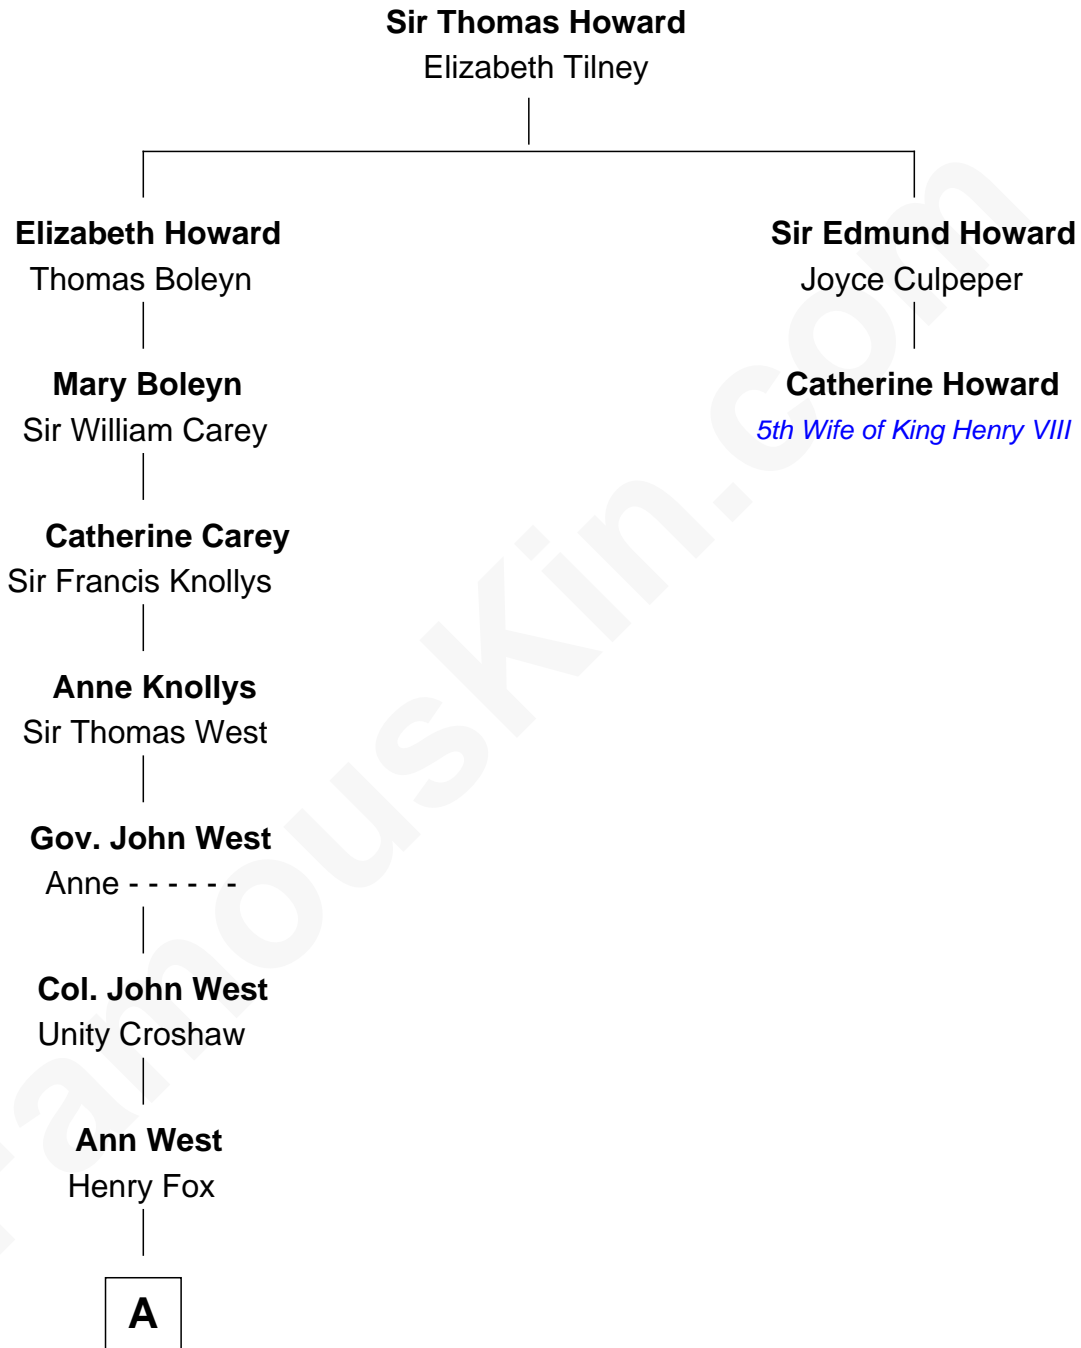 Sir Thomas Howard
Elizabeth Tilney
Elizabeth Howard
Thomas Boleyn
Sir Edmund Howard
Joyce Culpeper
Mary Boleyn
Sir William Carey
Catherine Howard
5th Wife of King Henry VIII
Catherine Carey
Sir Francis Knollys
Anne Knollys
Sir Thomas West
Gov. John West
Anne - - - - - -
Col. John West
Unity Croshaw
Ann West
Henry Fox
A
FamousKin.com